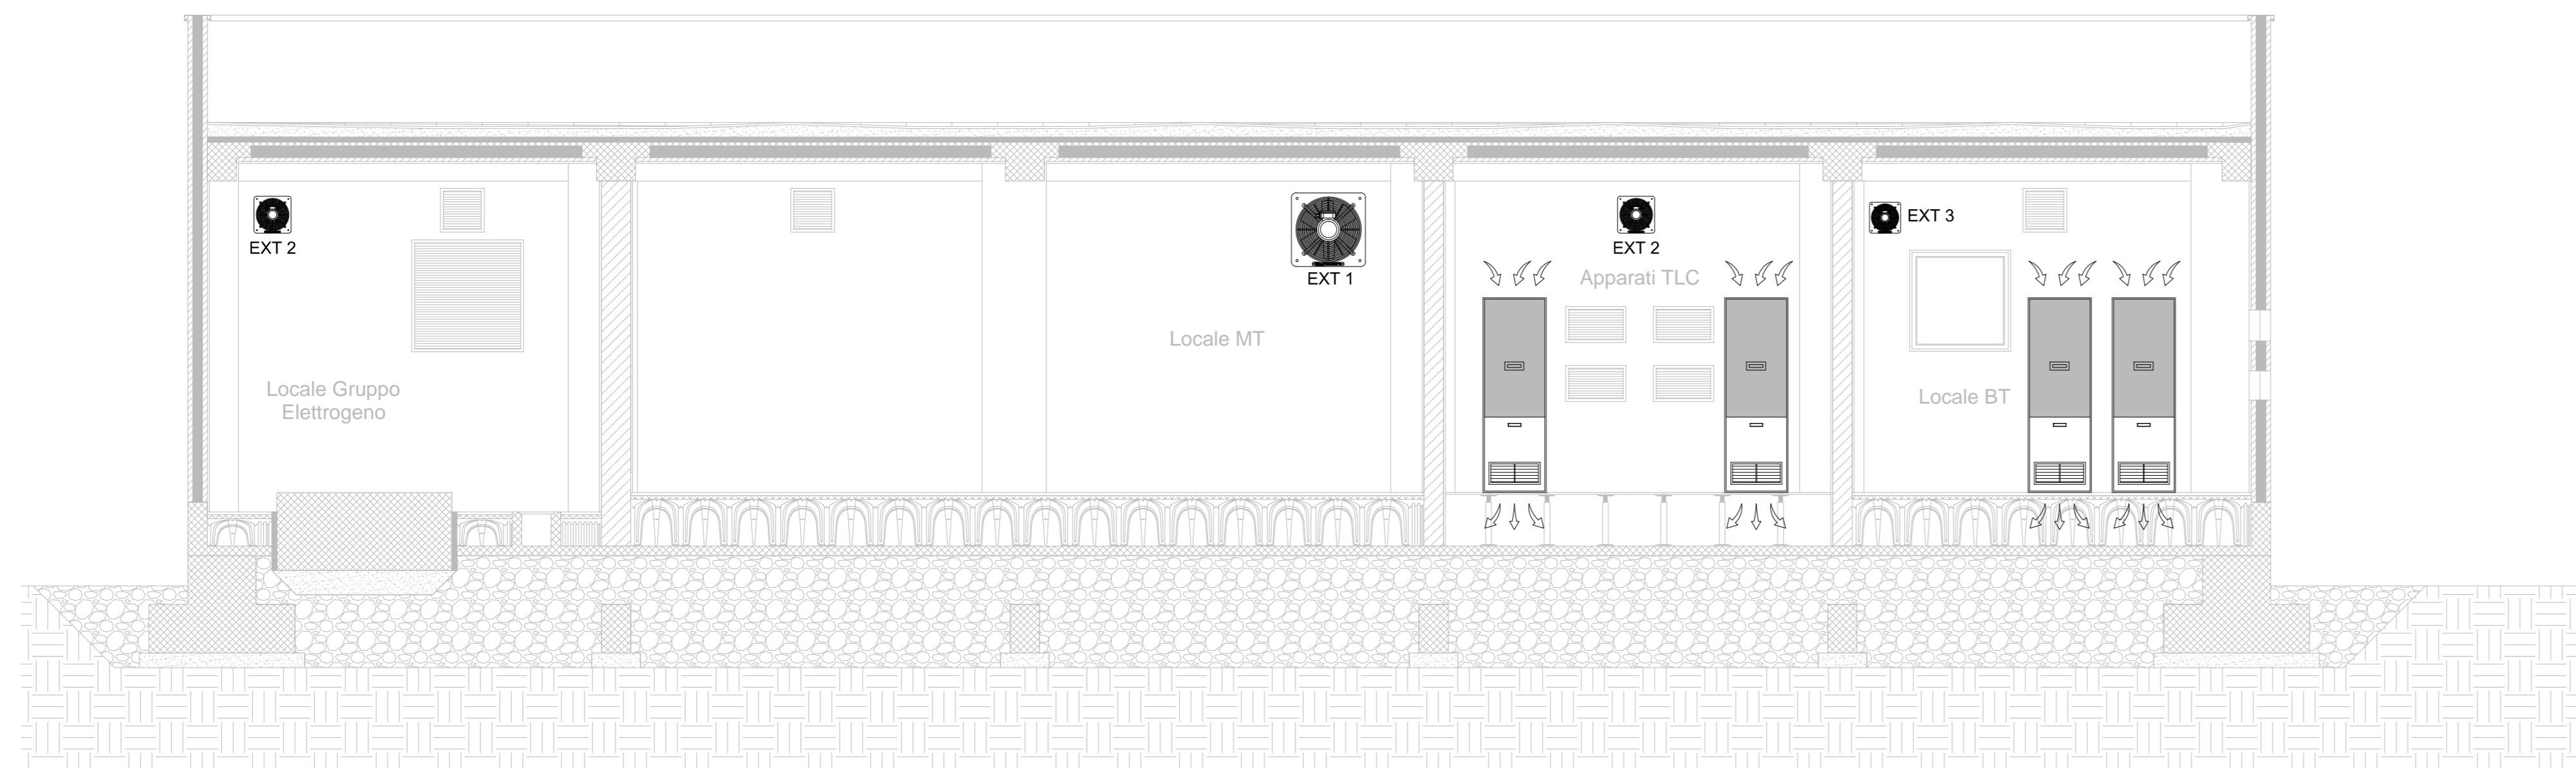 EXT 2
Locale Gruppo
Elettrogeno
EXT 1
Locale MT
EXT 2
Apparati TLC
EXT 3
Locale BT